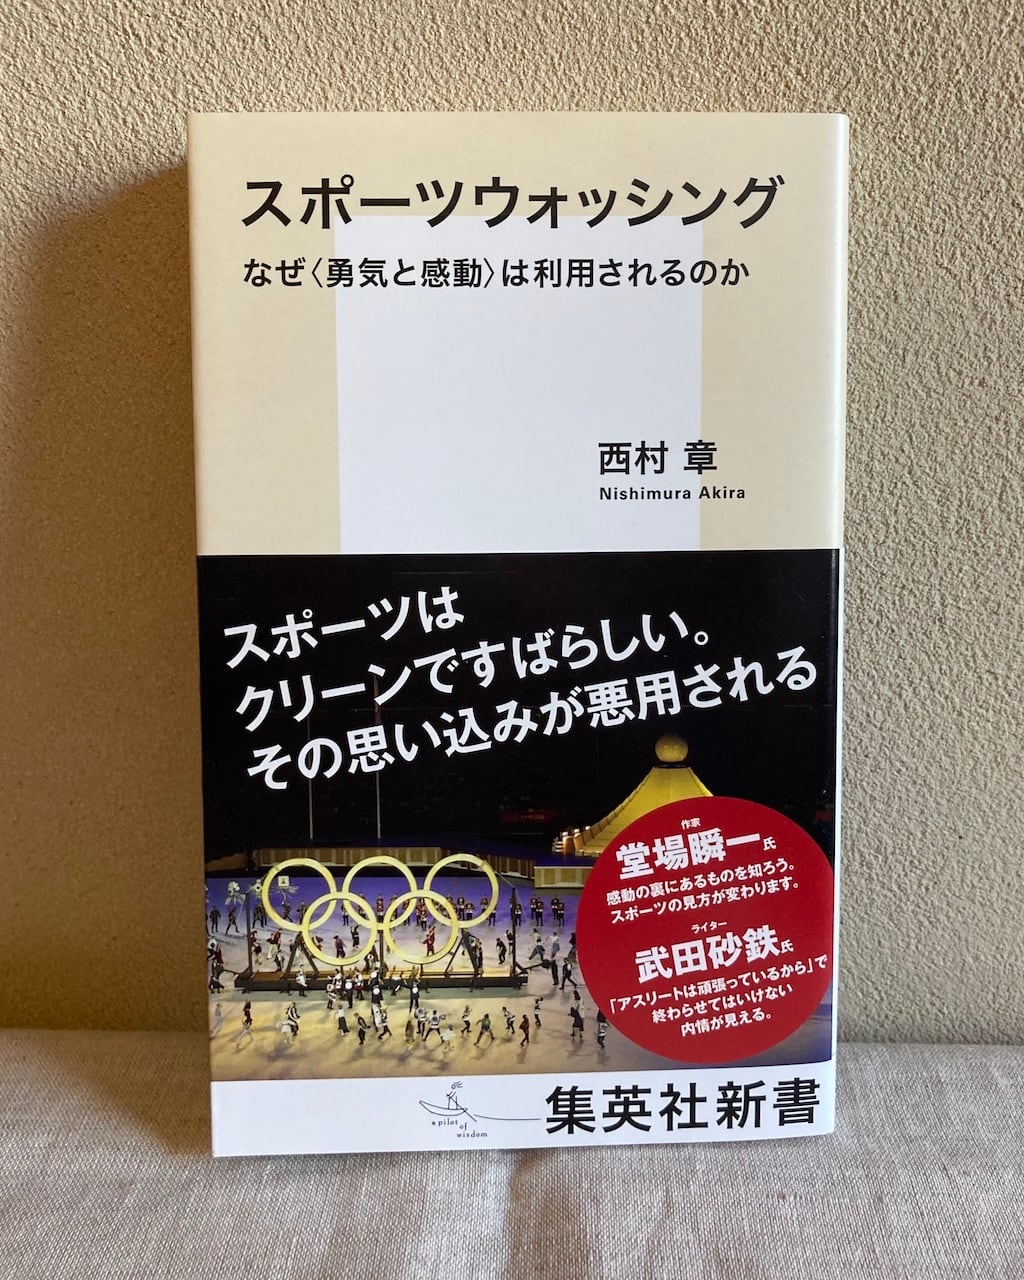 スポーツウォッシング
なぜ〈勇気と感動〉は利用されるのか
西村 章
Nishimura Akira
スポーツは
クリーンですばらしい。
その思い込みが悪用される
作家
堂場瞬一氏
感動の裏にあるものを知ろう。
スポーツの見方が変わります。
ライター
武田砂鉄氏
「アスリートは頑張っているから」で
終わらせてはいけない
内情が見える。
a pilot
of
wisdom
集英社新書